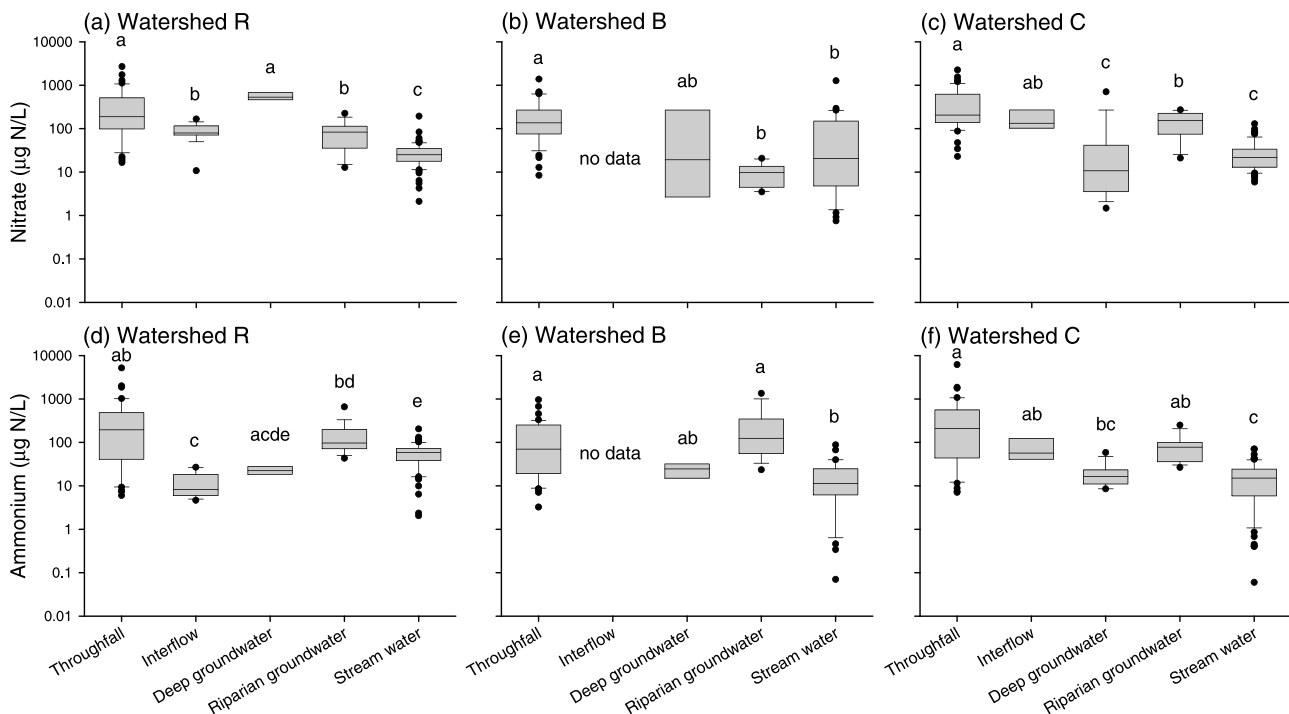 (a) Watershed R
(b) Watershed B
(c) Watershed C
Nitrate (µg N/L)
10000
1000
100
10
1
0.1
0.01
a
b
a
b
c
a
no data
ab
b
b
a
ab
c
b
c
(d) Watershed R
(e) Watershed B
(f) Watershed C
Ammonium (µg N/L)
10000
1000
100
10
1
0.1
0.01
ab
c
acde
bd
e
a
no data
ab
a
b
a
ab
bc
ab
c
Throughfall
Interflow
Deep groundwater
Riparian groundwater
Stream water
Throughfall
Interflow
Deep groundwater
Riparian groundwater
Stream water
Throughfall
Interflow
Deep groundwater
Riparian groundwater
Stream water